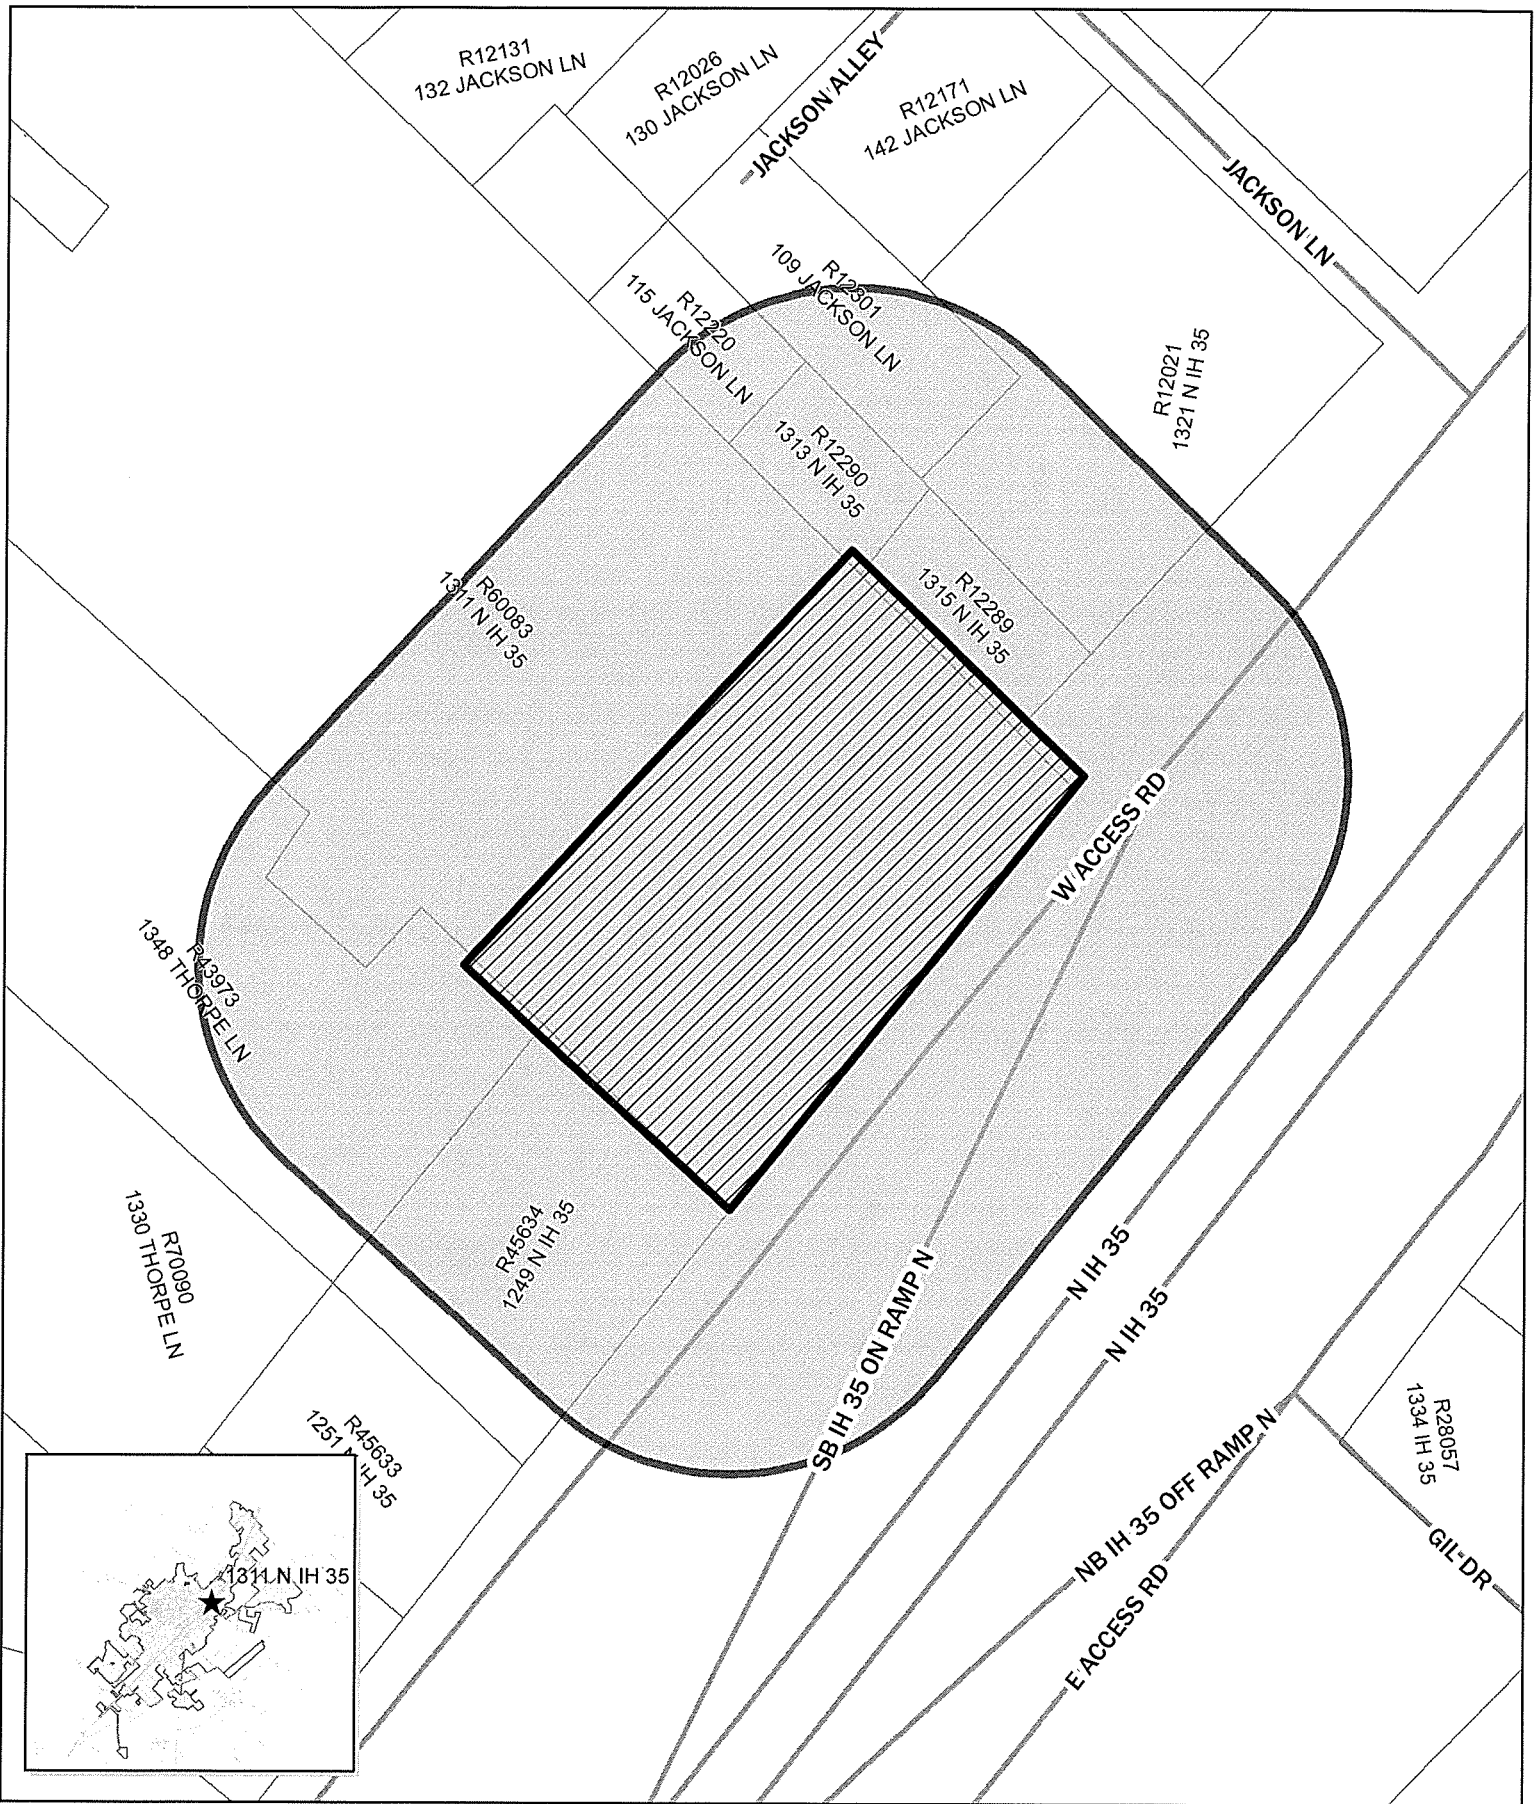 R12131
132 JACKSON LN
R12026
130 JACKSON LN
JACKSON ALLEY
R12171
142 JACKSON LN
JACKSON LN
R12301
109 JACKSON LN
R12220
115 JACKSON LN
R12021
1321 N IH 35
R12290
1313 N IH 35
R60083
1311 N IH 35
R12289
1315 N IH 35
W ACCESS RD
R43973
1348 THORPE LN
R45634
1249 N IH 35
R70090
1330 THORPE LN
SB IH 35 ON RAMP N
N IH 35
N IH 35
R45633
1251 N IH 35
R28057
1334 IH 35
NB IH 35 OFF RAMP N
GIL DR
E ACCESS RD
1311 N IH 35